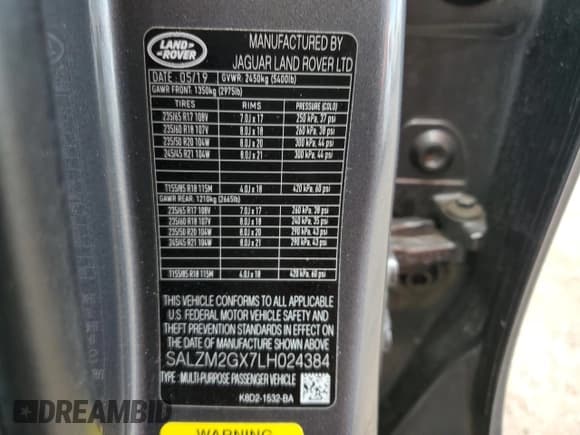 LAND
ROVER
MANUFACTURED BY
JAGUAR LAND ROVER LTD
DATE: 05/19 GVWR: 2450kg (5400lb)
GAWR FRONT: 1350kg (2975lb)
TIRES RIMS PRESSURE (COLD)
235/65 R17 108V 7.0J x 17 250 kPa, 37 psi
235/60 R18 107V 8.0J x 18 260 kPa, 38 psi
235/50 R20 104W 8.0J x 20 300 kPa, 44 psi
245/45 R21 104W 8.0J x 21 300 kPa, 44 psi
T155/85 R18 115M 4.0J x 18 420 kPa, 60 psi
GAWR REAR: 1210kg (2665lb)
235/65 R17 108V 7.0J x 17 260 kPa, 38 psi
235/60 R18 107V 8.0J x 18 240 kPa, 35 psi
235/50 R20 104W 8.0J x 20 290 kPa, 43 psi
245/45 R21 104W 8.0J x 21 290 kPa, 43 psi
T155/85 R18 115M 4.0J x 18 420 kPa, 60 psi
THIS VEHICLE CONFORMS TO ALL APPLICABLE
U.S. FEDERAL MOTOR VEHICLE SAFETY AND
THEFT PREVENTION STANDARDS IN EFFECT ON
THE DATE OF MANUFACTURE SHOWN ABOVE
SALZM2GX7LH024384
TYPE : MULTI-PURPOSE PASSENGER VEHICLE
K8D2-1532-BA
WARNING
DREAMBID